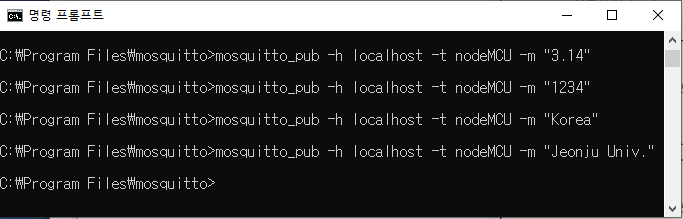 명령 프롬프트
C:₩Program Files₩mosquitto>mosquitto_pub -h localhost -t nodeMCU -m "3.14"
C:₩Program Files₩mosquitto>mosquitto_pub -h localhost -t nodeMCU -m "1234"
C:₩Program Files₩mosquitto>mosquitto_pub -h localhost -t nodeMCU -m "Korea"
C:₩Program Files₩mosquitto>mosquitto_pub -h localhost -t nodeMCU -m "Jeonju Univ."
C:₩Program Files₩mosquitto>